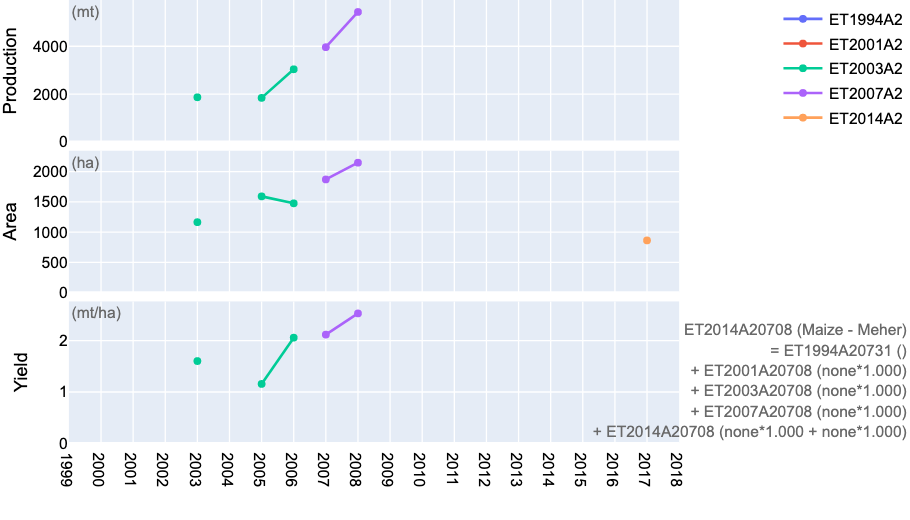 (mt)
Production
4000
2000
0
ET1994A2
ET2001A2
ET2003A2
ET2007A2
ET2014A2
(ha)
Area
2000
1500
1000
500
0
(mt/ha)
Yield
2
1
0
ET2014A20708 (Maize - Meher)
= ET1994A20731 ()
+ ET2001A20708 (none*1.000)
+ ET2003A20708 (none*1.000)
+ ET2007A20708 (none*1.000)
+ ET2014A20708 (none*1.000 + none*1.000)
1999
2000
2001
2002
2003
2004
2005
2006
2007
2008
2009
2010
2011
2012
2013
2014
2015
2016
2017
2018